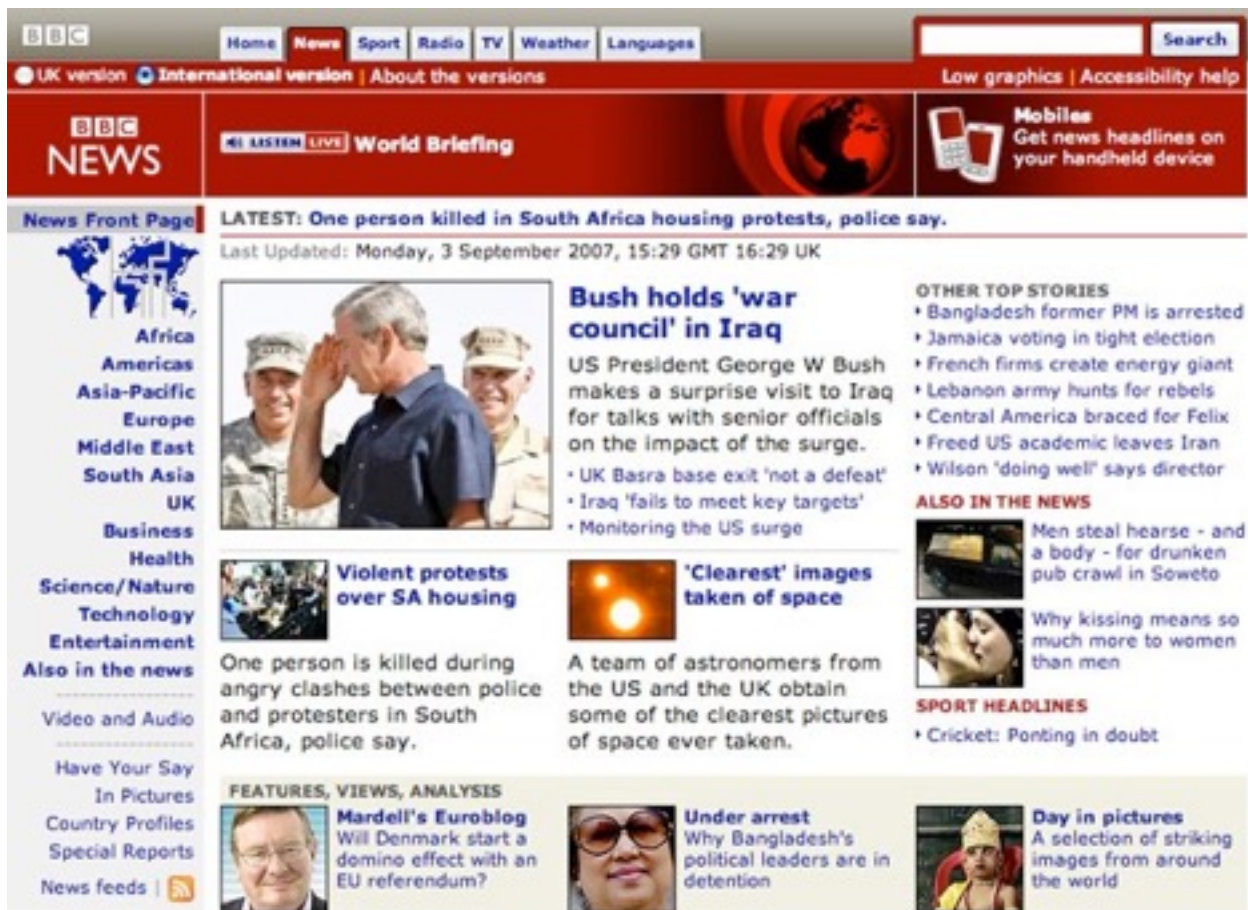 BBC
Home News Sport Radio TV Weather Languages
Search
UK version International version | About the versions
Low graphics | Accessibility help
BBC
NEWS
LISTEN LIVE World Briefing
Mobiles
Get news headlines on
your handheld device
News Front Page
Africa
Americas
Asia-Pacific
Europe
Middle East
South Asia
UK
Business
Health
Science/Nature
Technology
Entertainment
Also in the news
Video and Audio
Have Your Say
In Pictures
Country Profiles
Special Reports
News feeds |
LATEST: One person killed in South Africa housing protests, police say.
Last Updated: Monday, 3 September 2007, 15:29 GMT 16:29 UK
Bush holds 'war
council' in Iraq
US President George W Bush
makes a surprise visit to Iraq
for talks with senior officials
on the impact of the surge.
UK Basra base exit 'not a defeat'
Iraq 'fails to meet key targets'
Monitoring the US surge
Violent protests
over SA housing
One person is killed during
angry clashes between police
and protesters in South
Africa, police say.
'Clearest' images
taken of space
A team of astronomers from
the US and the UK obtain
some of the clearest pictures
of space ever taken.
OTHER TOP STORIES
Bangladesh former PM is arrested
Jamaica voting in tight election
French firms create energy giant
Lebanon army hunts for rebels
Central America braced for Felix
Freed US academic leaves Iran
Wilson 'doing well' says director
ALSO IN THE NEWS
Men steal hearse - and
a body - for drunken
pub crawl in Soweto
Why kissing means so
much more to women
than men
SPORT HEADLINES
Cricket: Ponting in doubt
FEATURES, VIEWS, ANALYSIS
Mardell's Euroblog
Will Denmark start a
domino effect with an
EU referendum?
Under arrest
Why Bangladesh's
political leaders are in
detention
Day in pictures
A selection of striking
images from around
the world